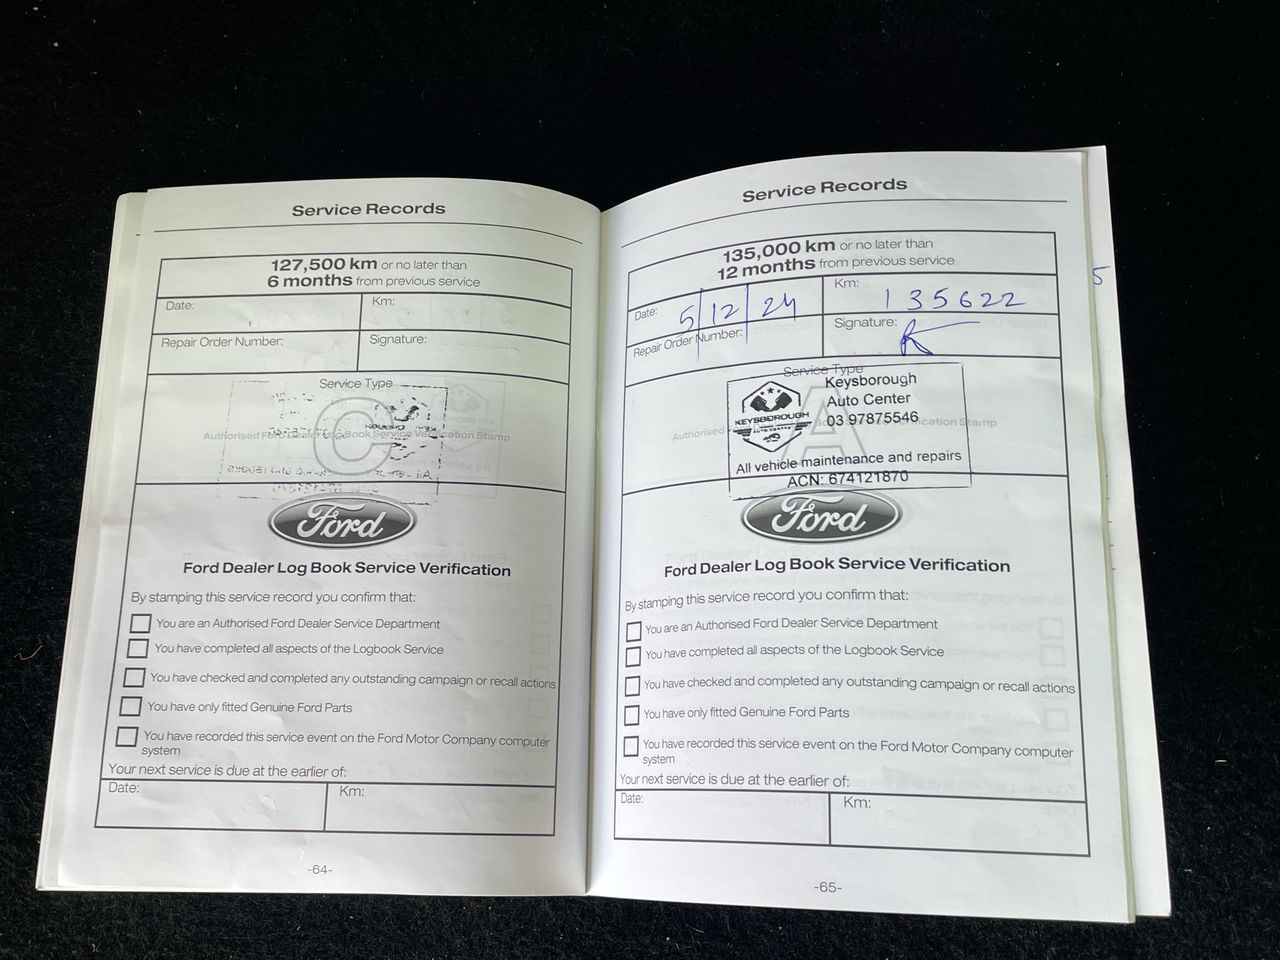 Service Records
127,500 km or no later than
6 months from previous service
Date:
Km:
Repair Order Number:
Signature:
Service Type
C
Authorised Ford Dealer Log Book Service Verification Stamp
Ford
Ford Dealer Log Book Service Verification
By stamping this service record you confirm that:
You are an Authorised Ford Dealer Service Department
You have completed all aspects of the Logbook Service
You have checked and completed any outstanding campaign or recall actions
You have only fitted Genuine Ford Parts
You have recorded this service event on the Ford Motor Company computer
system
Your next service is due at the earlier of:
Date:
Km:
-64-
Service Records
135,000 km or no later than
12 months from previous service
Date: 5/12/24
Km: 135622
Repair Order Number:
Signature:
Service Type
A
Keysborough
Auto Center
03 97875546
KEYSBOROUGH
AUTO CENTRE
Authorised Bo Verification Stamp
All vehicle maintenance and repairs
ACN: 674121870
Ford
Ford Dealer Log Book Service Verification
By stamping this service record you confirm that:
You are an Authorised Ford Dealer Service Department
You have completed all aspects of the Logbook Service
You have checked and completed any outstanding campaign or recall actions
You have only fitted Genuine Ford Parts
You have recorded this service event on the Ford Motor Company computer
system
Your next service is due at the earlier of:
Date:
Km:
-65-
5